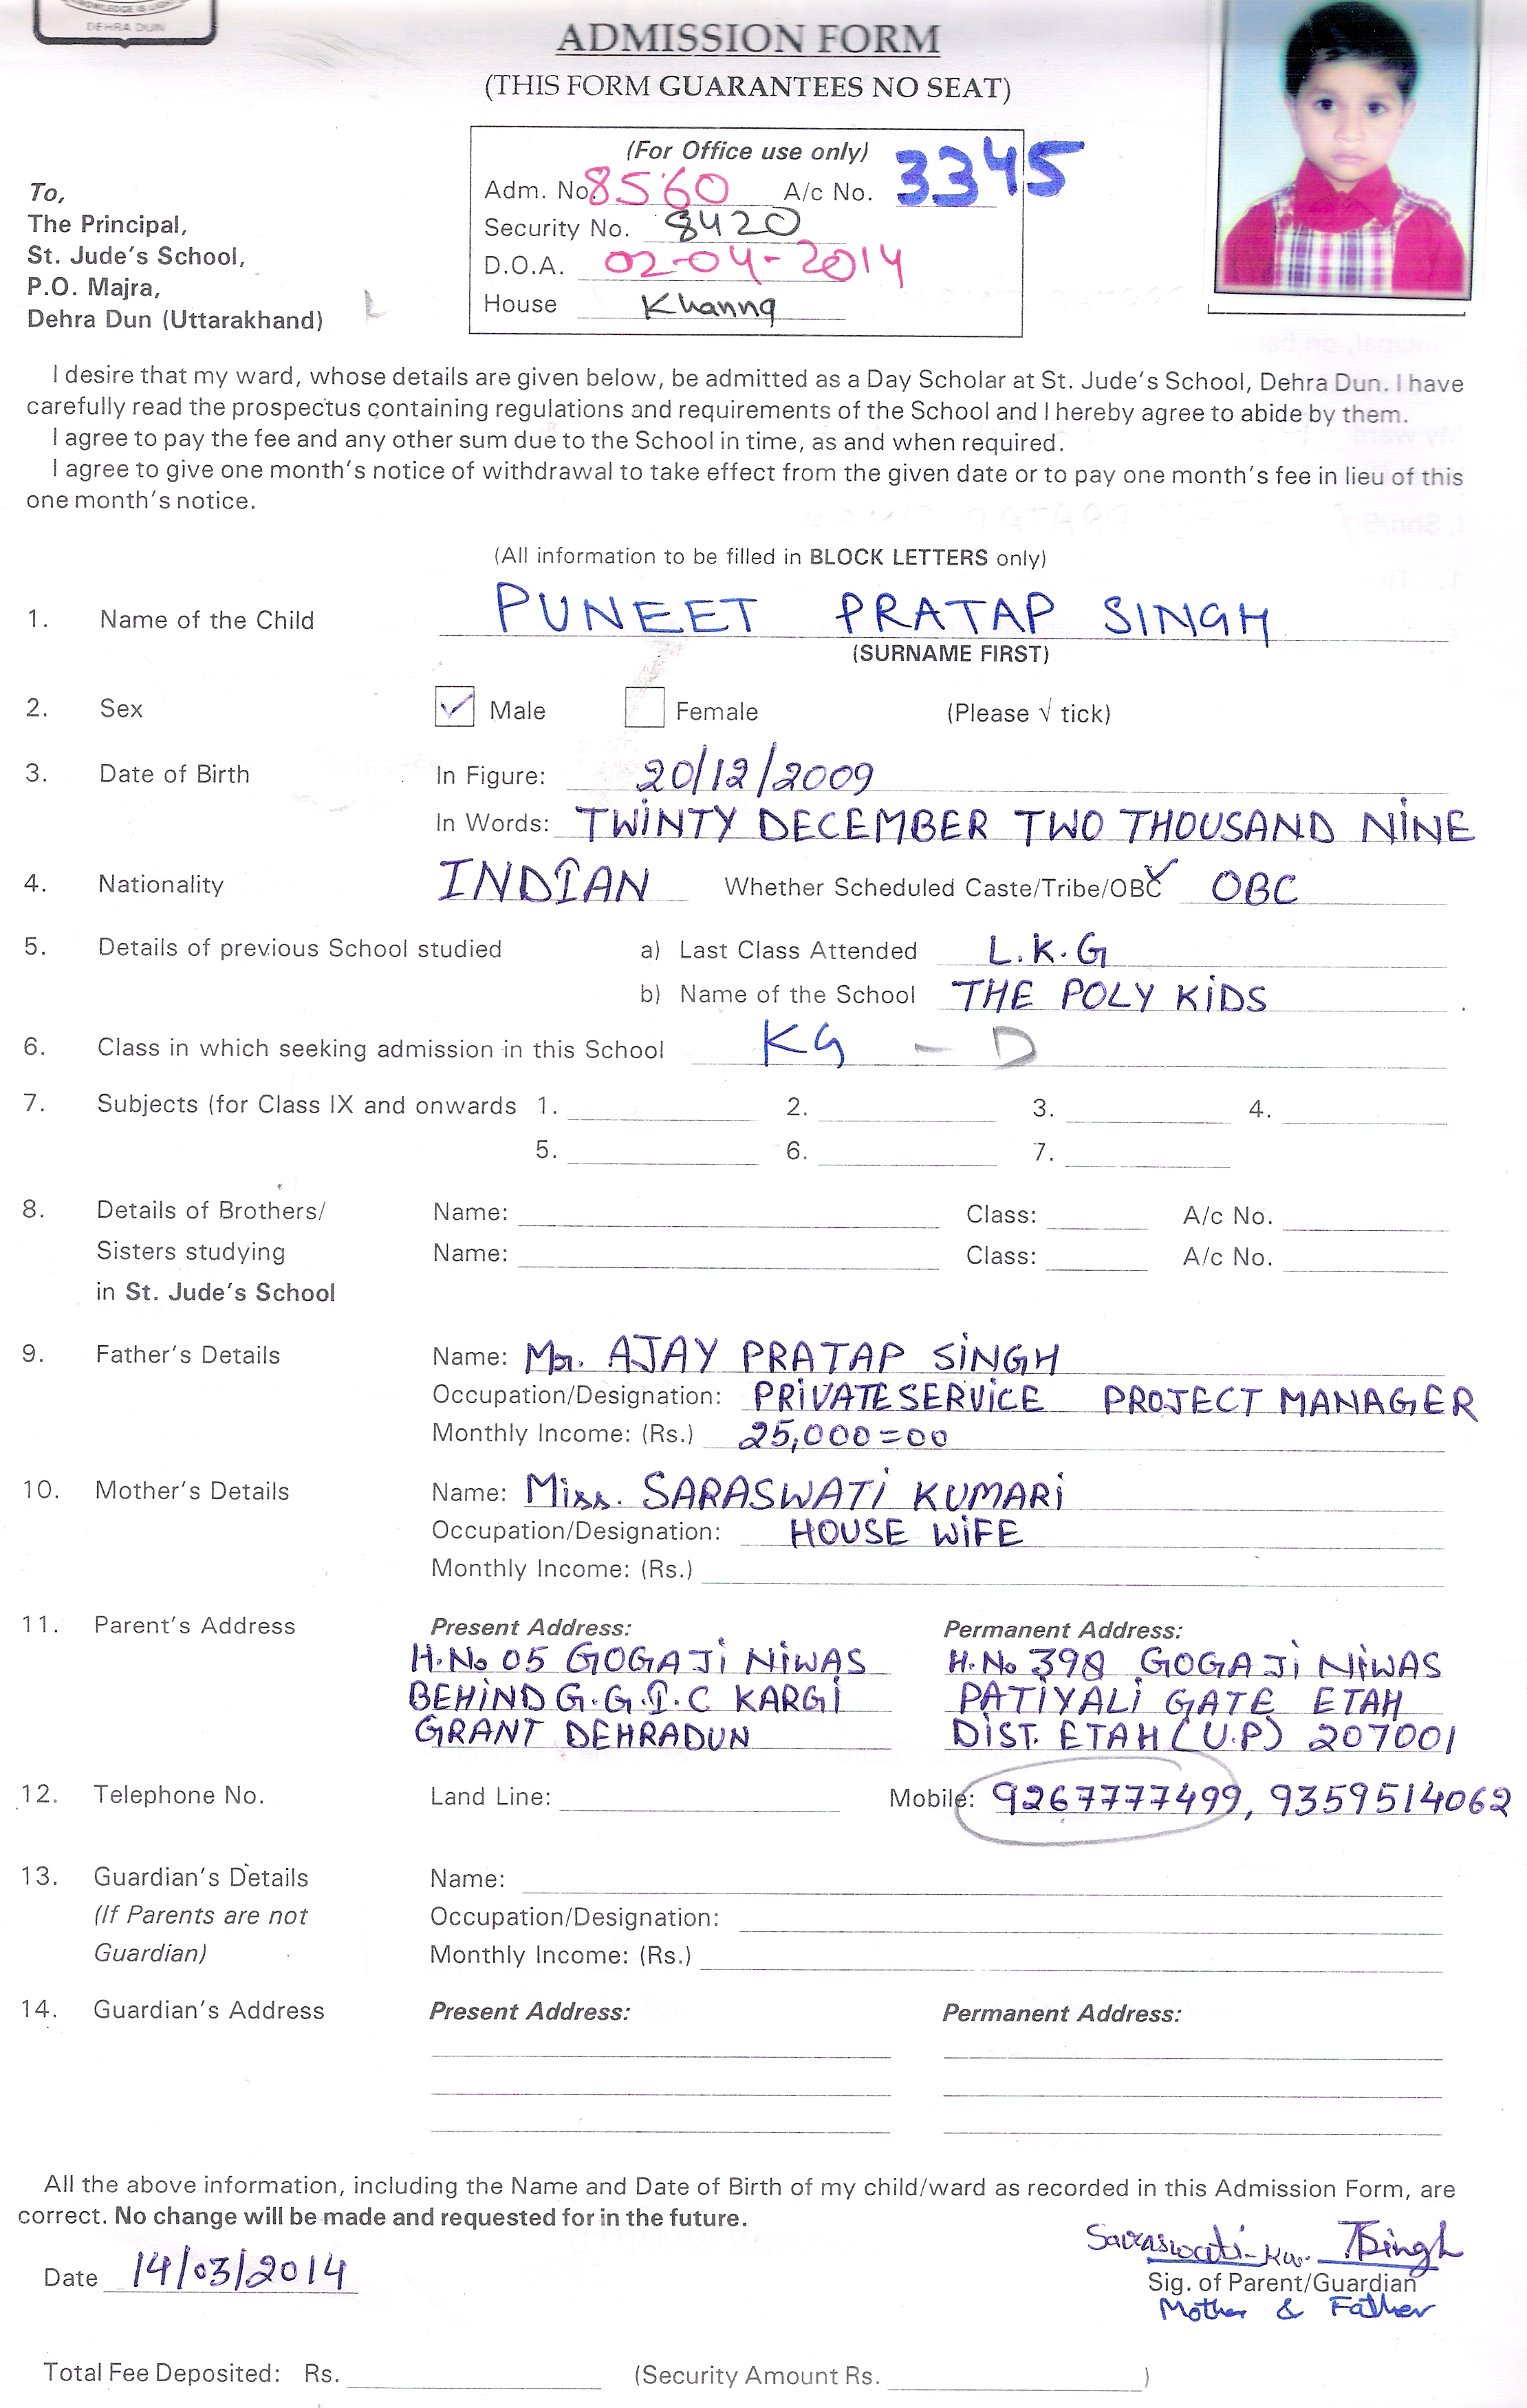 KNOWLEDGE IS LIGHT
DEHRA DUN
ADMISSION FORM
(THIS FORM GUARANTEES NO SEAT)
(For Office use only)
Adm. No. 8560 A/c No. 3345
Security No. 8420
D.O.A. 02-04-2014
House Khanna
To,
The Principal,
St. Jude's School,
P.O. Majra,
Dehra Dun (Uttarakhand)
I desire that my ward, whose details are given below, be admitted as a Day Scholar at St. Jude's School, Dehra Dun. I have
carefully read the prospectus containing regulations and requirements of the School and I hereby agree to abide by them.
I agree to pay the fee and any other sum due to the School in time, as and when required.
I agree to give one month's notice of withdrawal to take effect from the given date or to pay one month's fee in lieu of this
one month's notice.
(All information to be filled in BLOCK LETTERS only)
1. Name of the Child PUNEET PRATAP SINGH
(SURNAME FIRST)
2. Sex ✓ Male Female (Please √ tick)
3. Date of Birth In Figure: 20/12/2009
In Words: TWINTY DECEMBER TWO THOUSAND NINE
4. Nationality INDIAN Whether Scheduled Caste/Tribe/OBC ✓ OBC
5. Details of previous School studied a) Last Class Attended L.K.G
b) Name of the School THE POLY KIDS
6. Class in which seeking admission in this School KG - D
7. Subjects (for Class IX and onwards 1. 2. 3. 4.
5. 6. 7.
8. Details of Brothers/ Name: Class: A/c No.
Sisters studying Name: Class: A/c No.
in St. Jude's School
9. Father's Details Name: Mr. AJAY PRATAP SINGH
Occupation/Designation: PRIVATE SERVICE PROJECT MANAGER
Monthly Income: (Rs.) 25,000=00
10. Mother's Details Name: Miss. SARASWATI KUMARI
Occupation/Designation: HOUSE WIFE
Monthly Income: (Rs.)
11. Parent's Address Present Address: Permanent Address:
H.No 05 GOGAJI NIWAS H.No 398 GOGAJI NIWAS
BEHIND G.G.I.C KARGI PATIYALI GATE ETAH
GRANT DEHRADUN DIST. ETAH (U.P) 207001
12. Telephone No. Land Line: Mobile: 9267777499, 9359514062
13. Guardian's Details Name:
(If Parents are not Occupation/Designation:
Guardian) Monthly Income: (Rs.)
14. Guardian's Address Present Address: Permanent Address:
All the above information, including the Name and Date of Birth of my child/ward as recorded in this Admission Form, are
correct. No change will be made and requested for in the future.
Saraswati Ku. Singh
Date 14/03/2014 Sig. of Parent/Guardian
Mother & Father
Total Fee Deposited: Rs. (Security Amount Rs. )